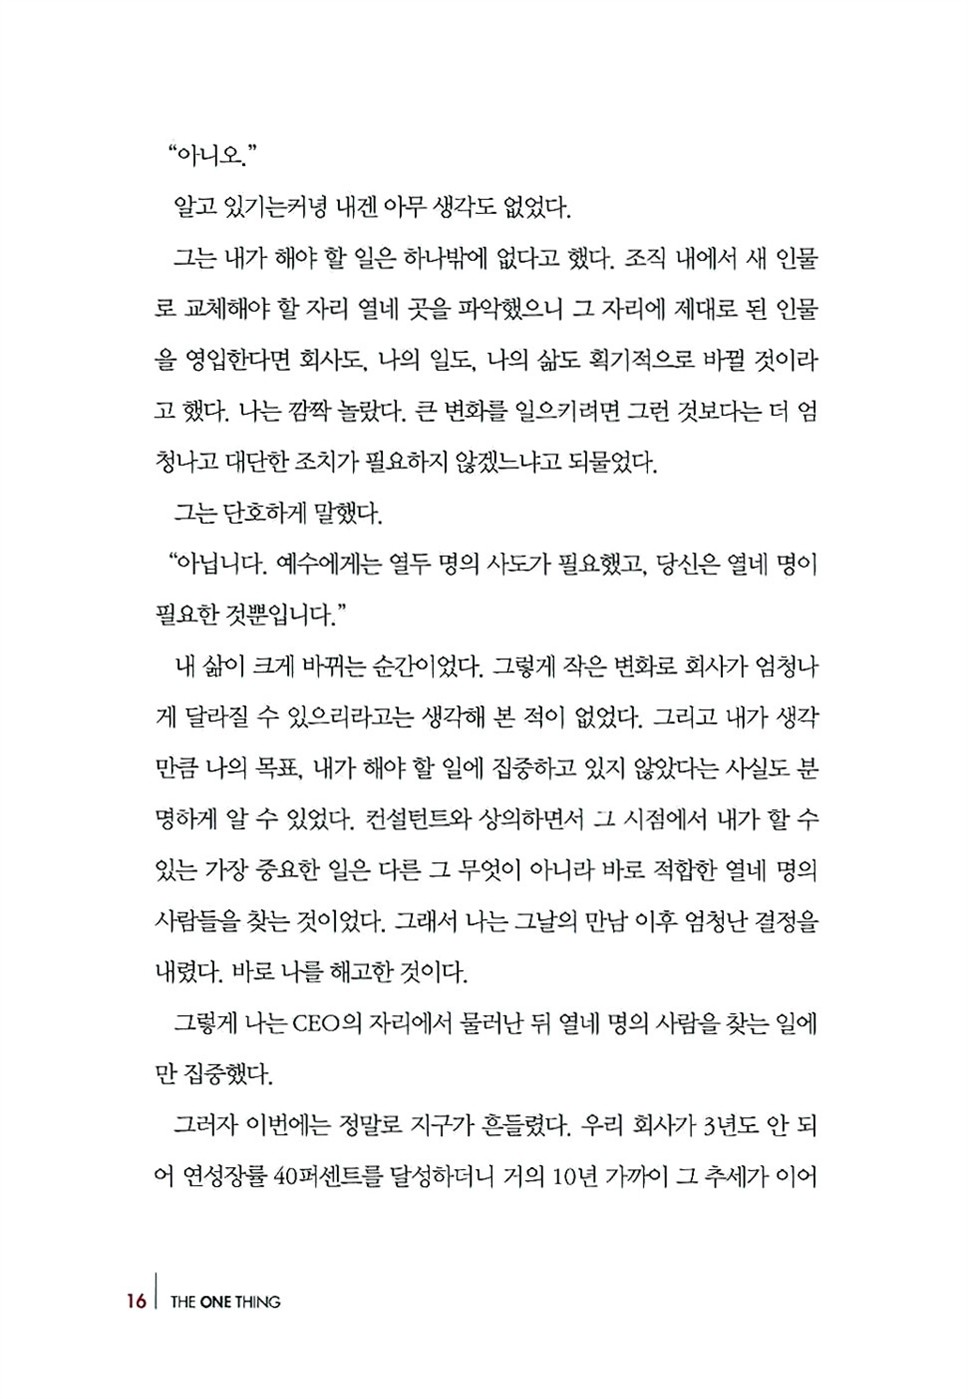 “아니오.”
알고 있기는커녕 내겐 아무 생각도 없었다.
그는 내가 해야 할 일은 하나밖에 없다고 했다. 조직 내에서 새 인물
로 교체해야 할 자리 열네 곳을 파악했으니 그 자리에 제대로 된 인물
을 영입한다면 회사도, 나의 일도, 나의 삶도 획기적으로 바뀔 것이라
고 했다. 나는 깜짝 놀랐다. 큰 변화를 일으키려면 그런 것보다는 더 엄
청나고 대단한 조치가 필요하지 않겠느냐고 되물었다.
그는 단호하게 말했다.
“아닙니다. 예수에게는 열두 명의 사도가 필요했고, 당신은 열네 명이
필요한 것뿐입니다.”
내 삶이 크게 바뀌는 순간이었다. 그렇게 작은 변화로 회사가 엄청나
게 달라질 수 있으리라고는 생각해 본 적이 없었다. 그리고 내가 생각
만큼 나의 목표, 내가 해야 할 일에 집중하고 있지 않았다는 사실도 분
명하게 알 수 있었다. 컨설턴트와 상의하면서 그 시점에서 내가 할 수
있는 가장 중요한 일은 다른 그 무엇이 아니라 바로 적합한 열네 명의
사람들을 찾는 것이었다. 그래서 나는 그날의 만남 이후 엄청난 결정을
내렸다. 바로 나를 해고한 것이다.
그렇게 나는 CEO의 자리에서 물러난 뒤 열네 명의 사람을 찾는 일에
만 집중했다.
그러자 이번에는 정말로 지구가 흔들렸다. 우리 회사가 3년도 안 되
어 연성장률 40퍼센트를 달성하더니 거의 10년 가까이 그 추세가 이어
16 THE ONE THING